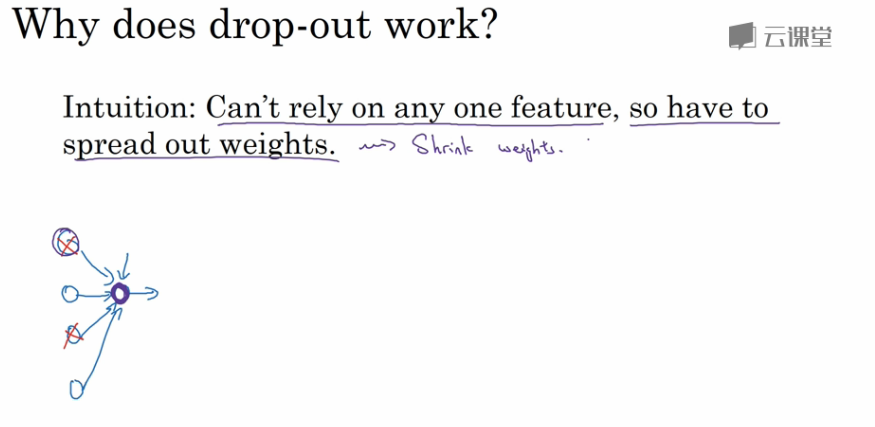 Why does drop-out work?
云课堂
Intuition: Can't rely on any one feature, so have to
spread out weights. Shrink weights.